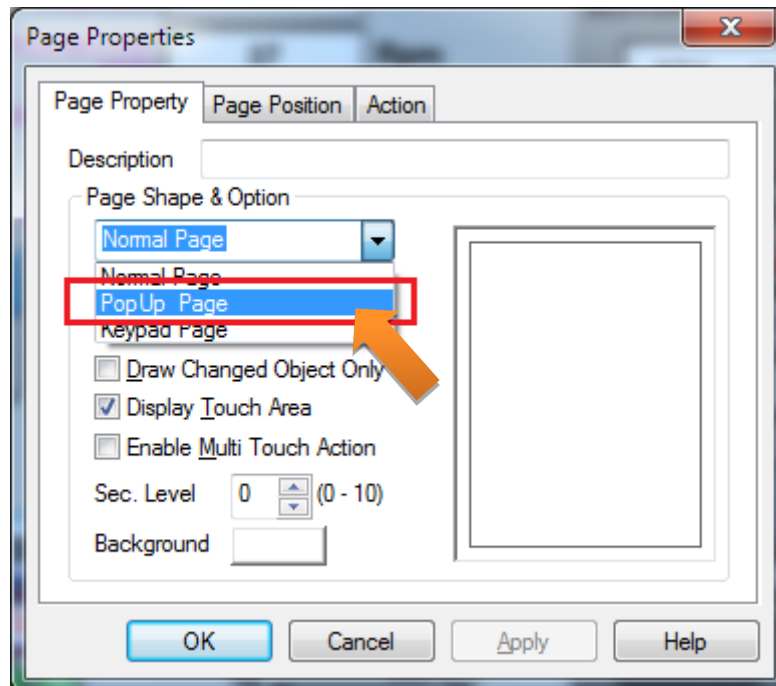 Page Properties
Page Property Page Position Action
Description
Page Shape & Option
Normal Page
Normal Page
PopUp Page
Keypad Page
Draw Changed Object Only
Display Touch Area
Enable Multi Touch Action
Sec. Level 0 (0 - 10)
Background
OK Cancel Apply Help